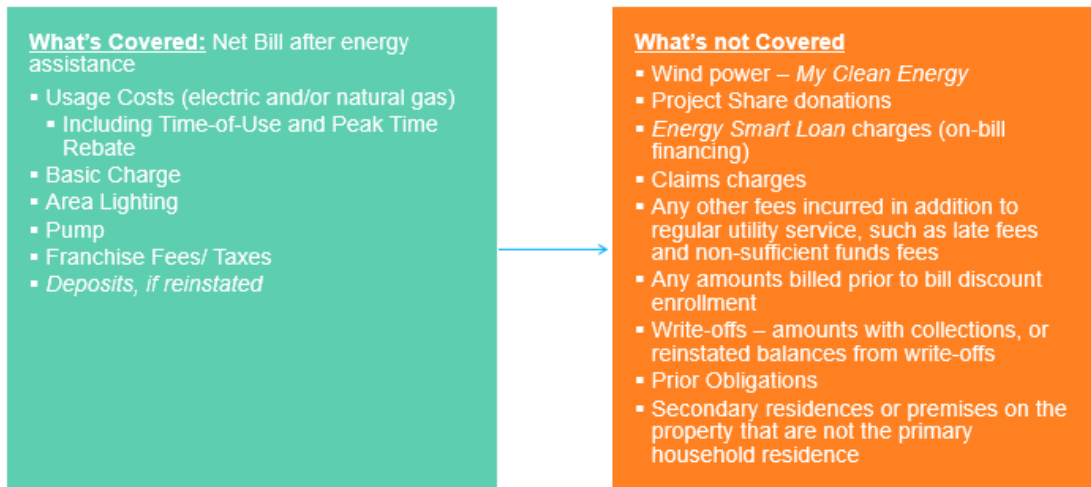 What's Covered: Net Bill after energy
assistance
▪ Usage Costs (electric and/or natural gas)
▪ Including Time-of-Use and Peak Time
Rebate
▪ Basic Charge
▪ Area Lighting
▪ Pump
▪ Franchise Fees/ Taxes
▪ Deposits, if reinstated
What's not Covered
▪ Wind power – My Clean Energy
▪ Project Share donations
▪ Energy Smart Loan charges (on-bill
financing)
▪ Claims charges
▪ Any other fees incurred in addition to
regular utility service, such as late fees
and non-sufficient funds fees
▪ Any amounts billed prior to bill discount
enrollment
▪ Write-offs – amounts with collections, or
reinstated balances from write-offs
▪ Prior Obligations
▪ Secondary residences or premises on the
property that are not the primary
household residence